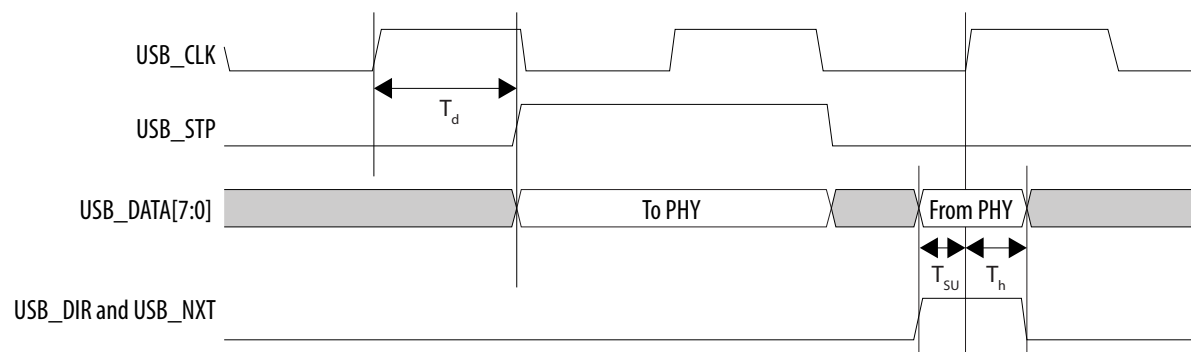 USB_CLK
T_d
USB_STP
USB_DATA[7:0]
To PHY
From PHY
T_SU
T_h
USB_DIR and USB_NXT